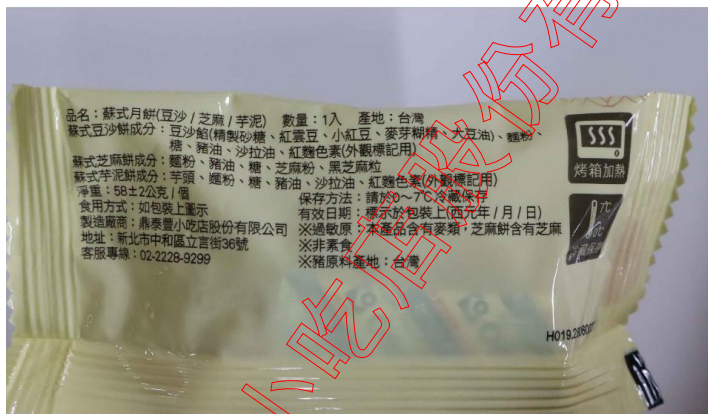 品名：蘇式月餅(豆沙/芝麻/芋泥) 數量：1入 產地：台灣
蘇式豆沙餅成分：豆沙餡(精製砂糖、紅雲豆、小紅豆、麥芽糊精、大豆油)、麵粉、
糖、豬油、沙拉油、紅麴色素(外觀標記用)
蘇式芝麻餅成分：麵粉、豬油、糖、芝麻粉、黑芝麻粒
蘇式芋泥餅成分：芋頭、麵粉、糖、豬油、沙拉油、紅麴色素(外觀標記用)
淨重：58±2公克/個
食用方式：如包裝上圖示
製造廠商：鼎泰豐小吃店股份有限公司
地址：新北市中和區立言街36號
客服專線：02-2228-9299
保存方法：請於0~7℃冷藏保存
有效日期：標示於包裝上(西元年/月/日)
※過敏原：本產品含有麥類，芝麻餅含有芝麻
※非素食
※豬原料產地：台灣
烤箱加熱
小吃店股份有